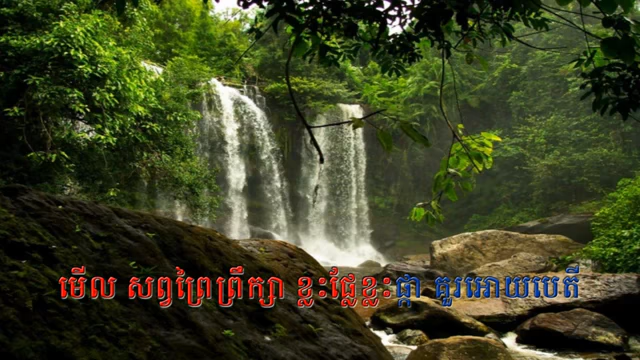 មើល សព្វព្រៃព្រឹក្សា ខ្លះផ្លែខ្លះផ្កា គួរអោយបេតី